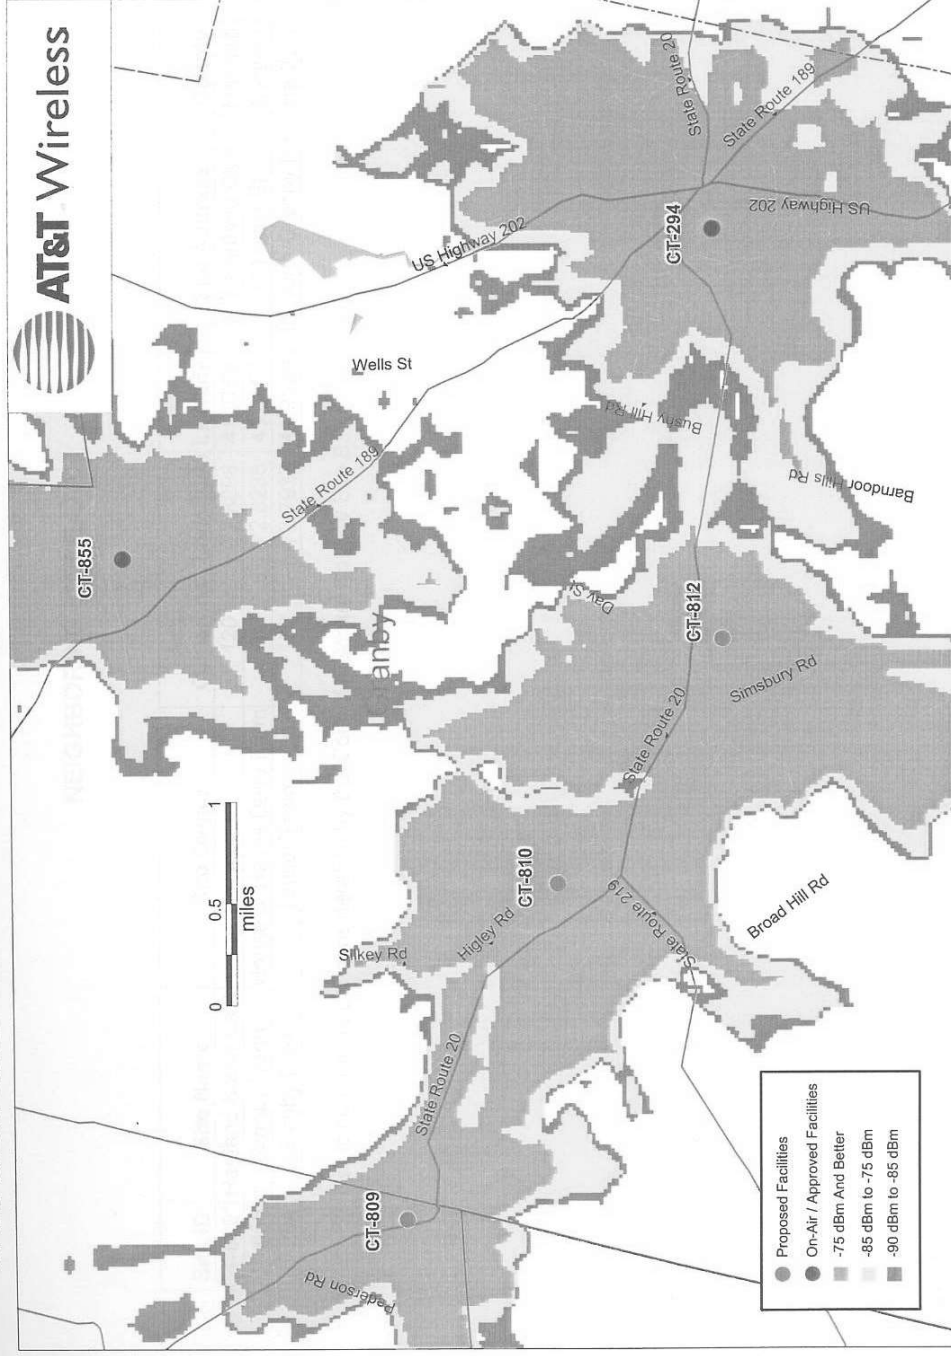 AT&T Wireless
CT-855
State Route 189
Wells St
US Highway 202
State Route 20
State Route 189
CT-294
US Highway 202
Bushy Hill Rd
Barndoor Hills Rd
Day St
CT-812
Simsbury Rd
State Route 20
anby
0 0.5 1
miles
CT-810
Silkey Rd
Higley Rd
State Route 219
Broad Hill Rd
State Route 20
CT-809
Pederson Rd
Proposed Facilities
On-Air / Approved Facilities
-75 dBm And Better
-85 dBm to -75 dBm
-90 dBm to -85 dBm